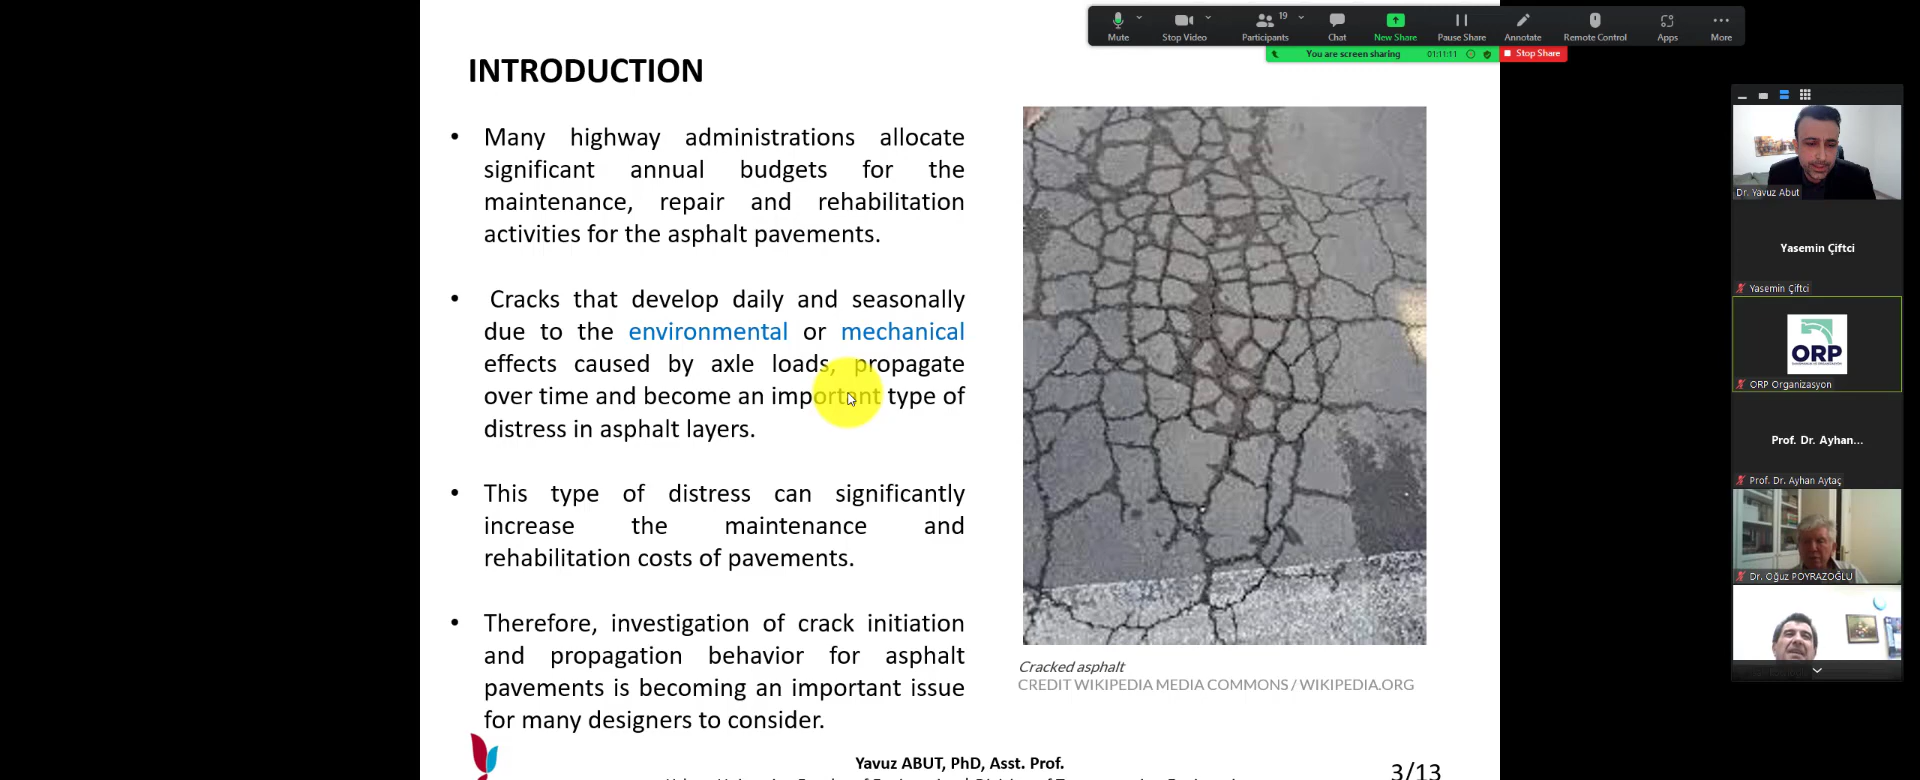 Mute
Stop Video
Participants
19
Chat
New Share
Pause Share
Annotate
Remote Control
Apps
More
You are screen sharing
01:11:11
Stop Share
INTRODUCTION
• Many highway administrations allocate
significant annual budgets for the
maintenance, repair and rehabilitation
activities for the asphalt pavements.
• Cracks that develop daily and seasonally
due to the environmental or mechanical
effects caused by axle loads, propagate
over time and become an important type of
distress in asphalt layers.
• This type of distress can significantly
increase the maintenance and
rehabilitation costs of pavements.
• Therefore, investigation of crack initiation
and propagation behavior for asphalt
pavements is becoming an important issue
for many designers to consider.
Cracked asphalt
CREDIT WIKIPEDIA MEDIA COMMONS / WIKIPEDIA.ORG
Yavuz ABUT, PhD, Asst. Prof.
3/13
Dr. Yavuz Abut
Yasemin Çiftci
Yasemin Çiftci
ORP
ORP Organizasyon
Prof. Dr. Ayhan...
Prof. Dr. Ayhan Aytaç
Dr. Oğuz POYRAZOĞLU